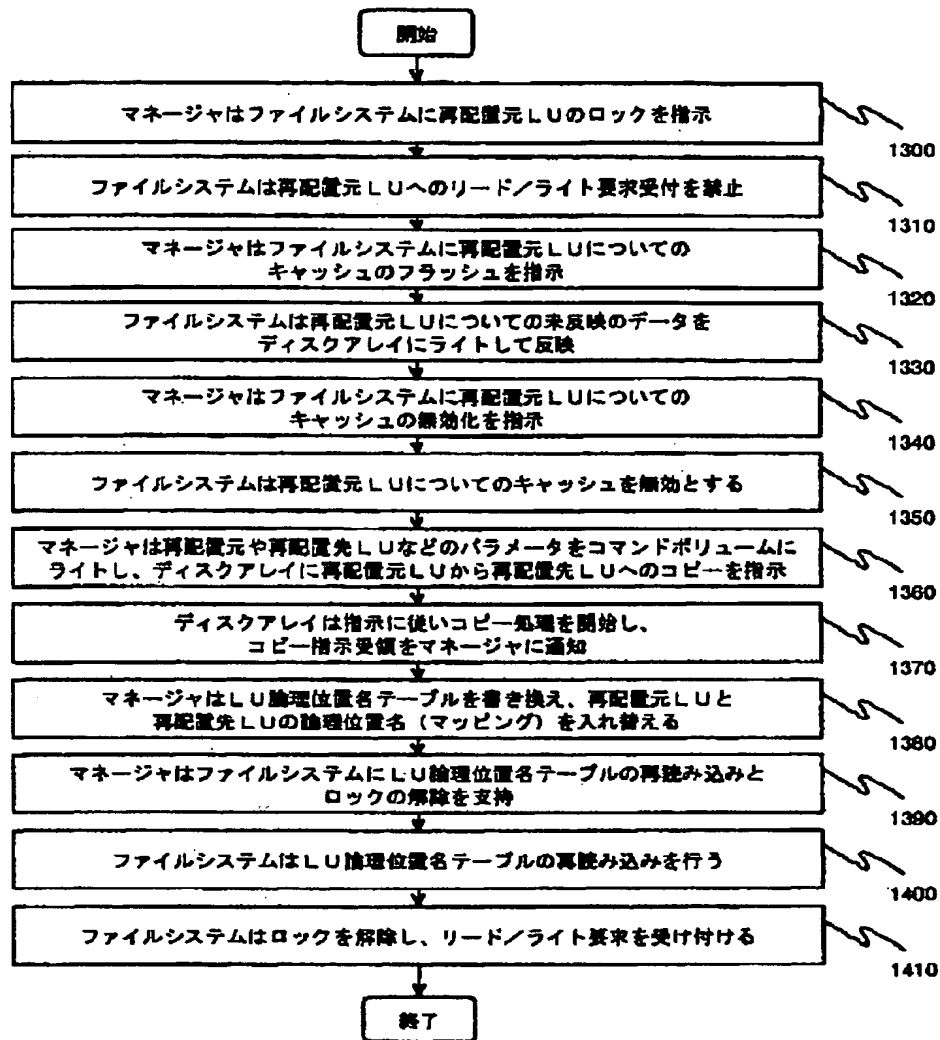 開始
マネージャはファイルシステムに再配置元LUのロックを指示
1300
ファイルシステムは再配置元LUへのリード/ライト要求受付を禁止
1310
マネージャはファイルシステムに再配置元LUについての
キャッシュのフラッシュを指示
1320
ファイルシステムは再配置元LUについての未反映のデータを
ディスクアレイにライトして反映
1330
マネージャはファイルシステムに再配置元LUについての
キャッシュの無効化を指示
1340
ファイルシステムは再配置元LUについてのキャッシュを無効とする
1350
マネージャは再配置元や再配置先LUなどのパラメータをコマンドボリュームに
ライトし、ディスクアレイに再配置元LUから再配置先LUへのコピーを指示
1360
ディスクアレイは指示に従いコピー処理を開始し、
コピー指示受領をマネージャに通知
1370
マネージャはLU論理位置名テーブルを書き換え、再配置元LUと
再配置先LUの論理位置名(マッピング)を入れ替える
1380
マネージャはファイルシステムにLU論理位置名テーブルの再読み込みと
ロックの解除を支持
1390
ファイルシステムはLU論理位置名テーブルの再読み込みを行う
1400
ファイルシステムはロックを解除し、リード/ライト要求を受け付ける
1410
終了